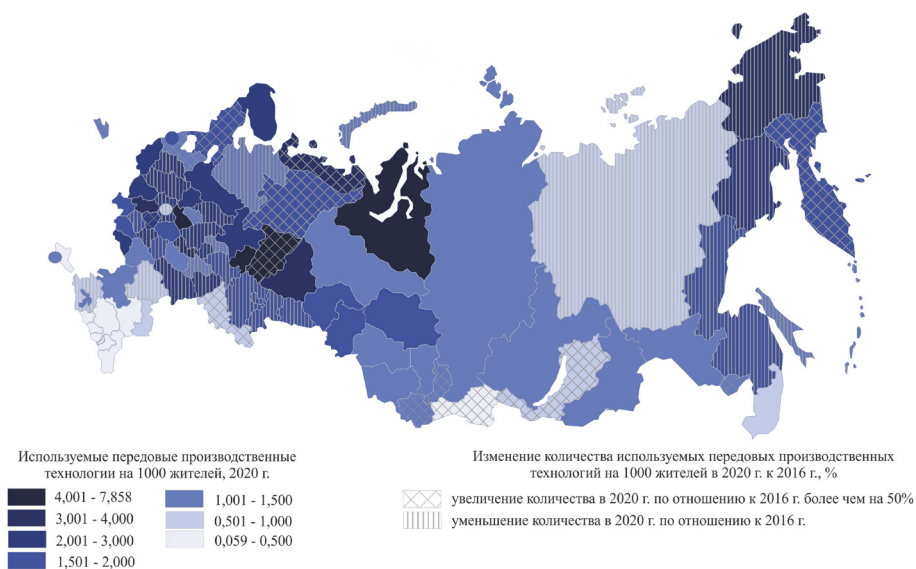 Используемые передовые производственные
технологии на 1000 жителей, 2020 г.
4,001 - 7,858
3,001 - 4,000
2,001 - 3,000
1,501 - 2,000
1,001 - 1,500
0,501 - 1,000
0,059 - 0,500
Изменение количества используемых передовых производственных
технологий на 1000 жителей в 2020 г. к 2016 г., %
увеличение количества в 2020 г. по отношению к 2016 г. более чем на 50%
уменьшение количества в 2020 г. по отношению к 2016 г.